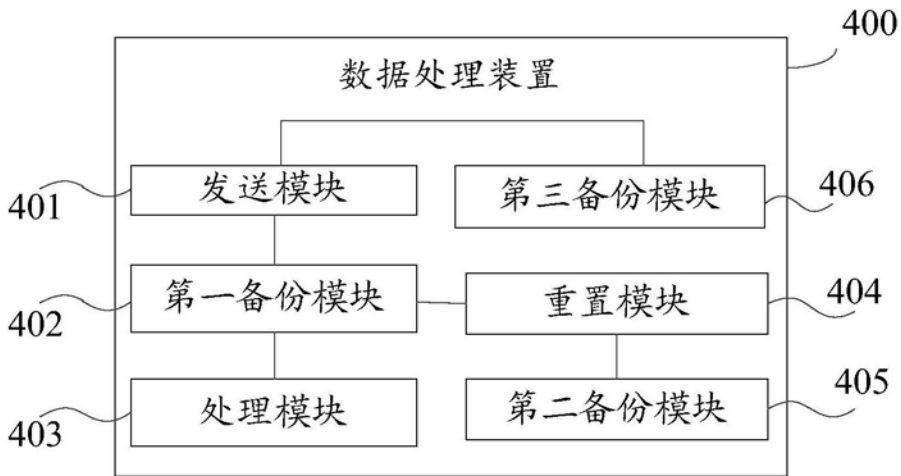 400
数据处理装置
401
发送模块
第三备份模块
406
402
第一备份模块
重置模块
404
403
处理模块
第二备份模块
405